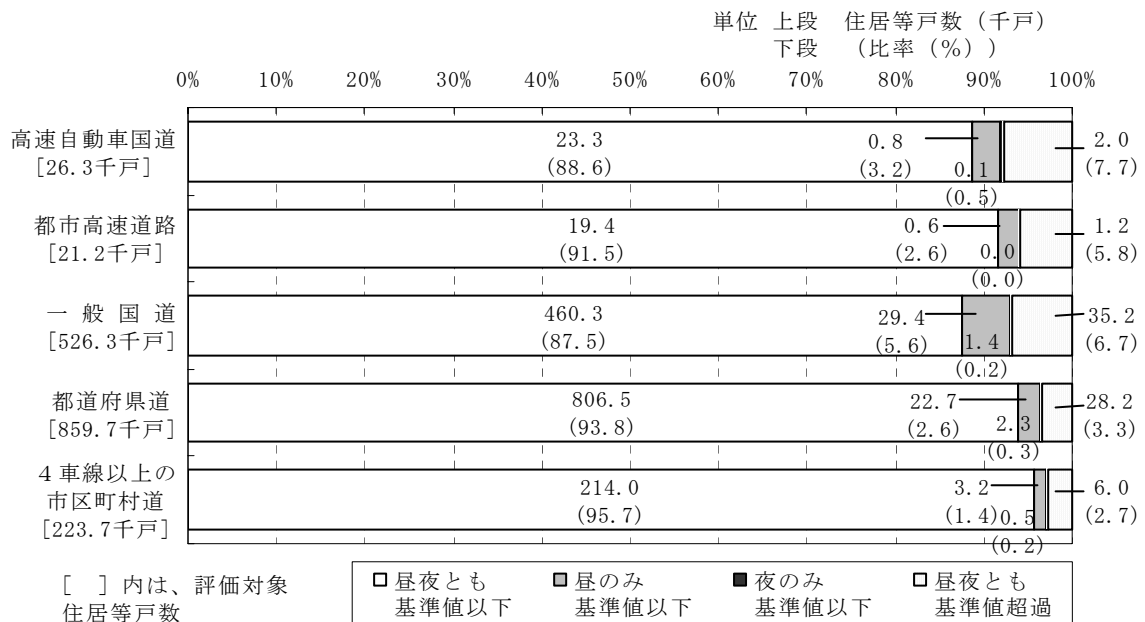 単位 上段 住居等戸数（千戸）
下段 （比率（%））
0% 10% 20% 30% 40% 50% 60% 70% 80% 90% 100%
高速自動車国道
[26.3千戸]
23.3
(88.6)
0.8
(3.2)
0.1
(0.5)
2.0
(7.7)
都市高速道路
[21.2千戸]
19.4
(91.5)
0.6
(2.6)
0.0
(0.0)
1.2
(5.8)
一 般 国 道
[526.3千戸]
460.3
(87.5)
29.4
(5.6)
1.4
(0.2)
35.2
(6.7)
都道府県道
[859.7千戸]
806.5
(93.8)
22.7
(2.6)
2.3
(0.3)
28.2
(3.3)
４車線以上の
市区町村道
[223.7千戸]
214.0
(95.7)
3.2
(1.4)
0.5
(0.2)
6.0
(2.7)
[ ]内は、評価対象
住居等戸数
昼夜とも
基準値以下
昼のみ
基準値以下
夜のみ
基準値以下
昼夜とも
基準値超過